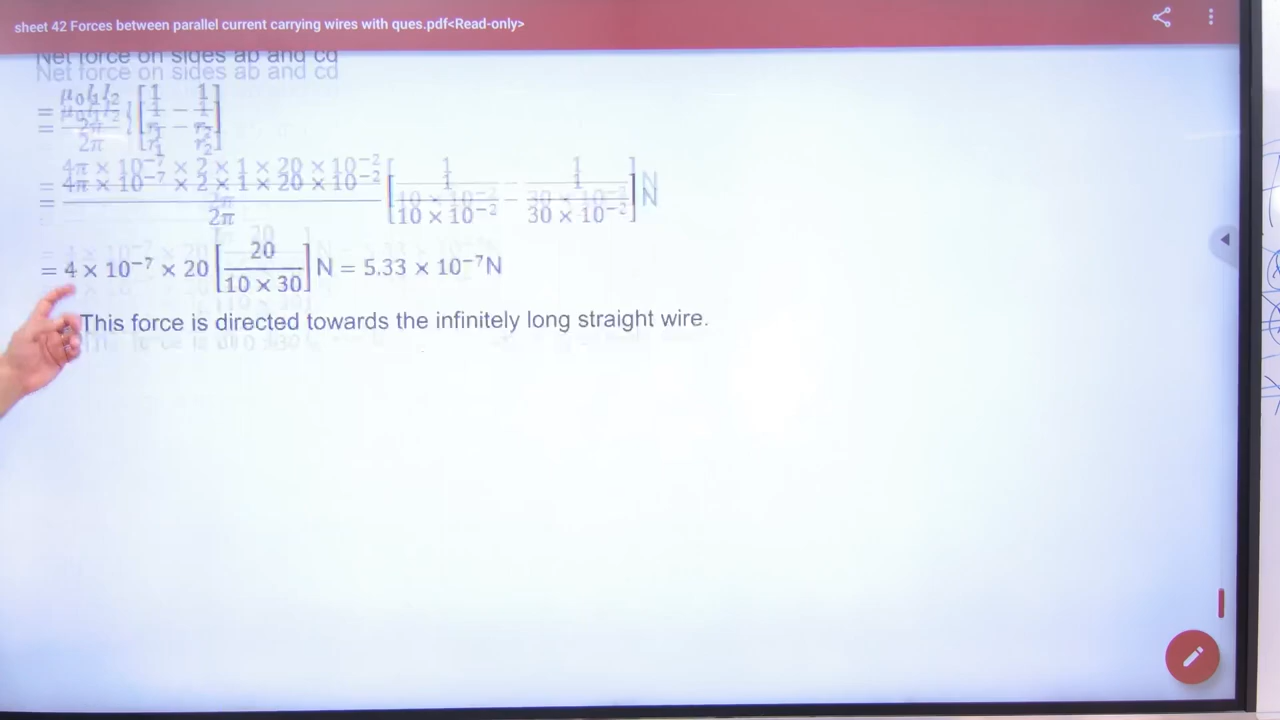 sheet 42 Forces between parallel current carrying wires with ques.pdf<Read-only>
Net force on sides ab and cd
= μ₀I₁I₂/2π l [1/r₁ − 1/r₂]
= 4π × 10⁻⁷ × 2 × 1 × 20 × 10⁻²/2π [1/10 × 10⁻² − 1/30 × 10⁻²] N
= 4 × 10⁻⁷ × 20 [20/10 × 30] N = 5.33 × 10⁻⁷N
This force is directed towards the infinitely long straight wire.